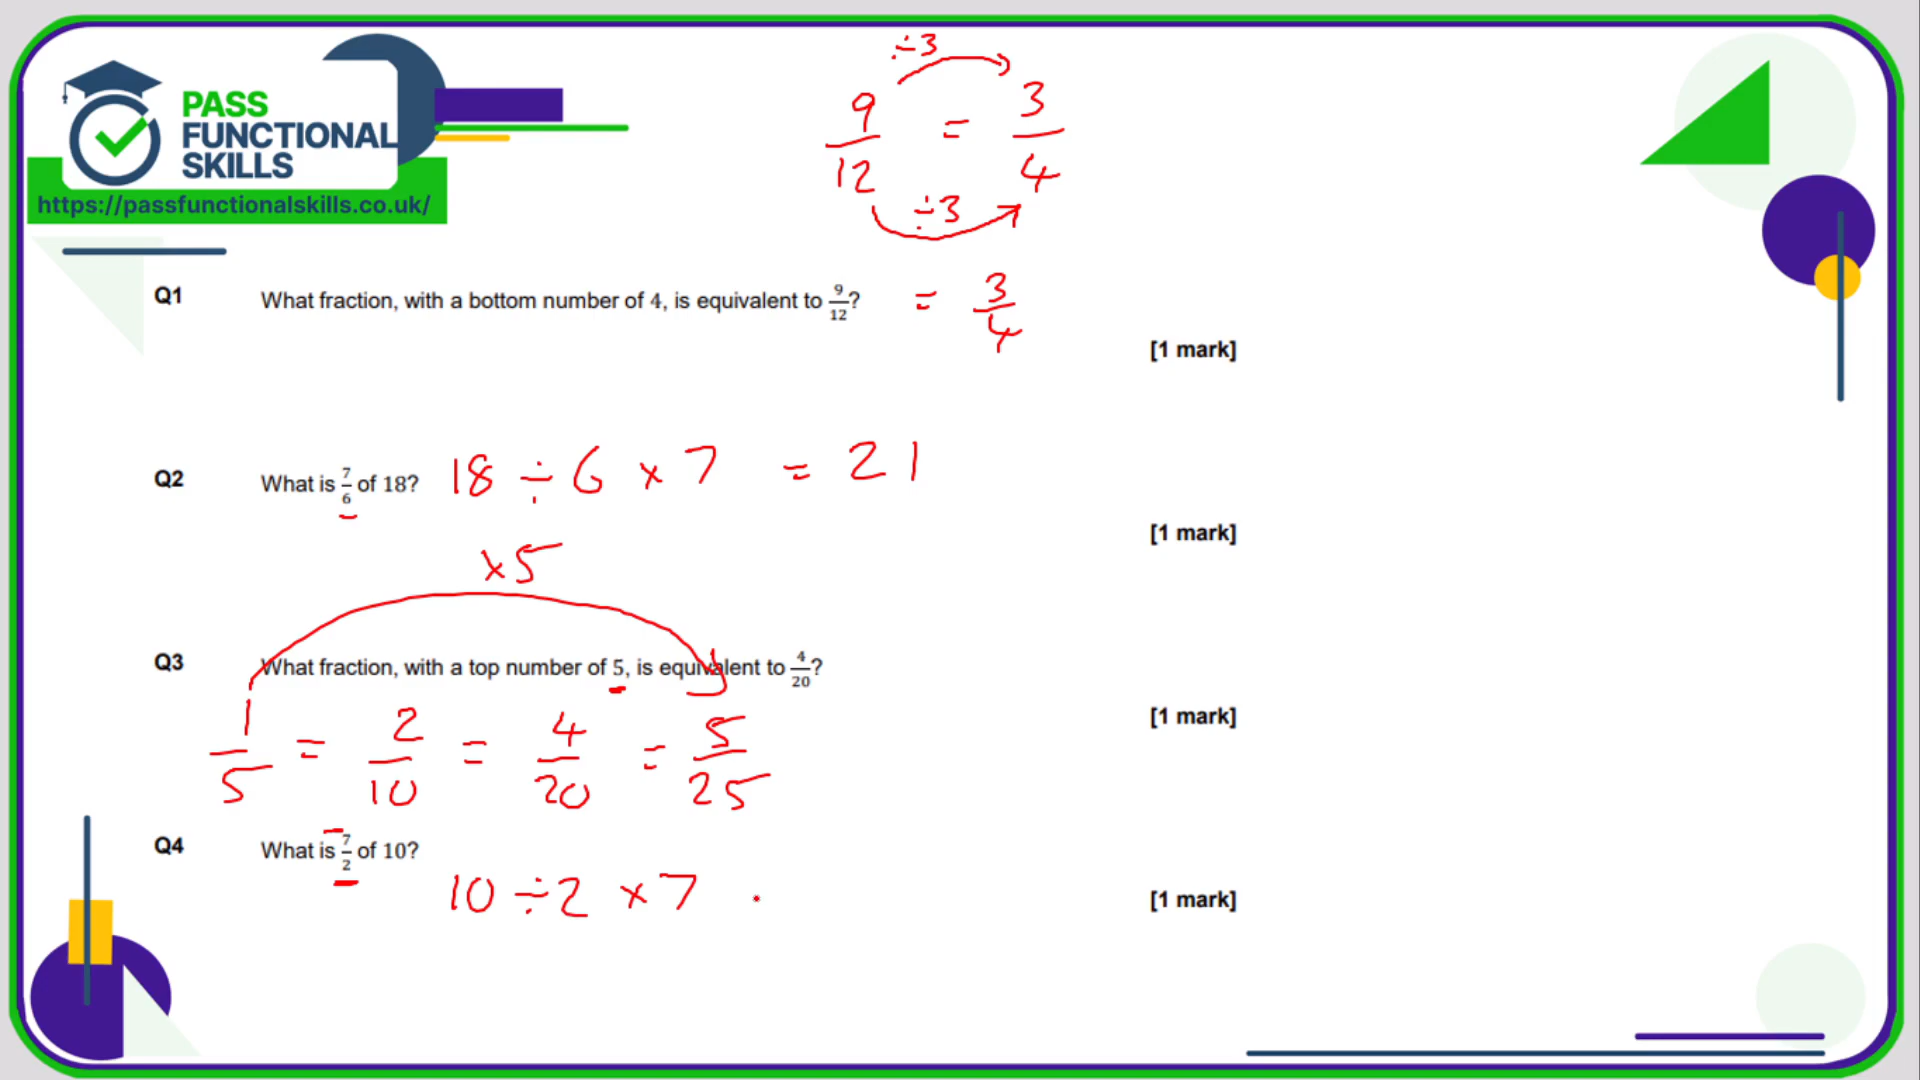 ÷3
9/12 = 3/4
÷3
PASS
FUNCTIONAL
SKILLS
https://passfunctionalskills.co.uk/
Q1 What fraction, with a bottom number of 4, is equivalent to 9/12? = 3/4
[1 mark]
Q2 What is 7/6 of 18? 18 ÷ 6 × 7 = 21
[1 mark]
×5
Q3 What fraction, with a top number of 5, is equivalent to 4/20?
[1 mark]
1/5 = 2/10 = 4/20 = 5/25
Q4 What is 7/2 of 10?
10 ÷ 2 × 7
[1 mark]